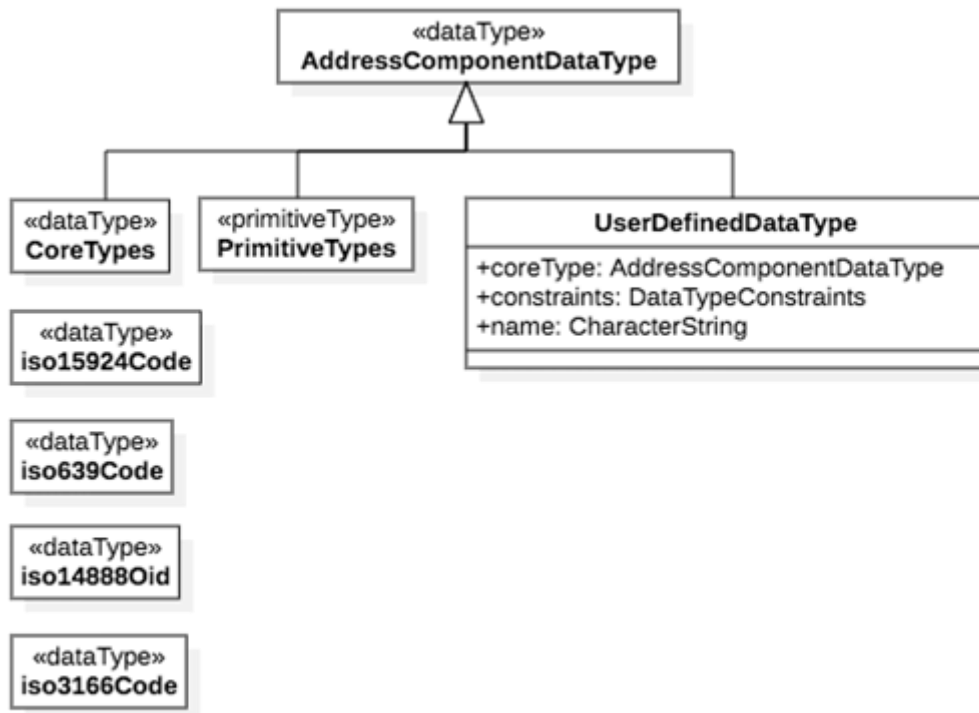 «dataType»
AddressComponentDataType
«dataType»
CoreTypes
«primitiveType»
PrimitiveTypes
UserDefinedDataType
+coreType: AddressComponentDataType
+constraints: DataTypeConstraints
+name: CharacterString
«dataType»
iso15924Code
«dataType»
iso639Code
«dataType»
iso14888Oid
«dataType»
iso3166Code